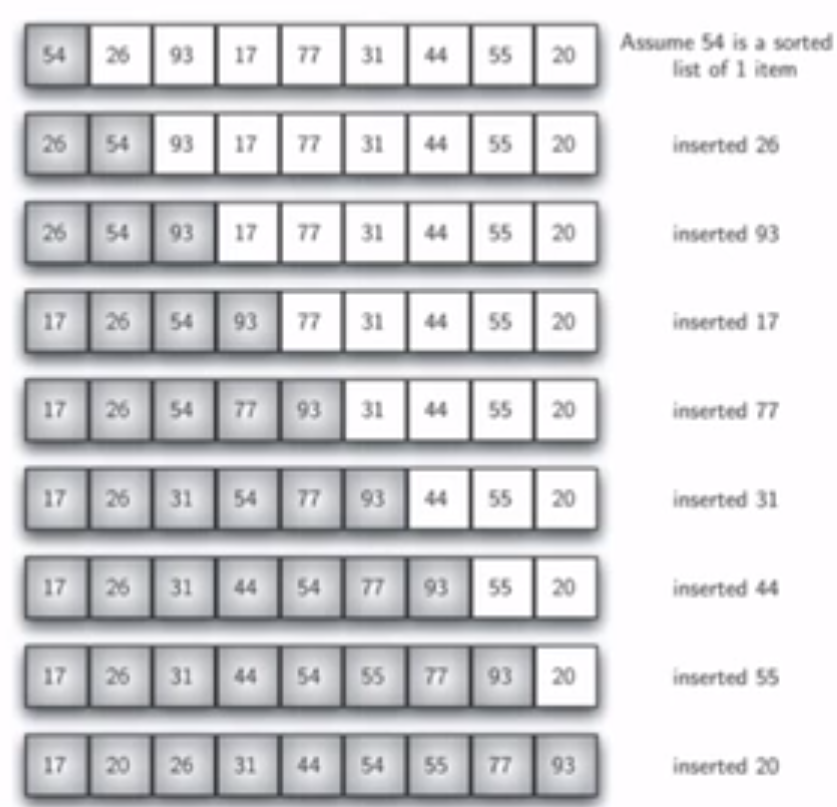 54 26 93 17 77 31 44 55 20 Assume 54 is a sorted
list of 1 item
26 54 93 17 77 31 44 55 20 inserted 26
26 54 93 17 77 31 44 55 20 inserted 93
17 26 54 93 77 31 44 55 20 inserted 17
17 26 54 77 93 31 44 55 20 inserted 77
17 26 31 54 77 93 44 55 20 inserted 31
17 26 31 44 54 77 93 55 20 inserted 44
17 26 31 44 54 55 77 93 20 inserted 55
17 20 26 31 44 54 55 77 93 inserted 20